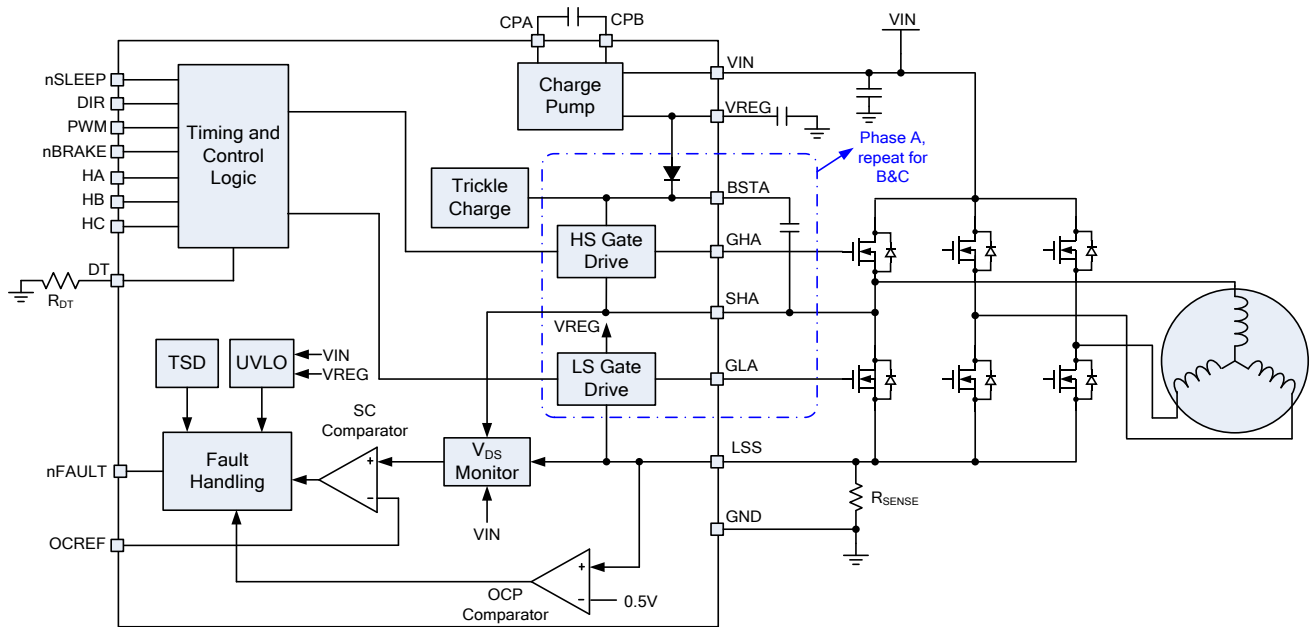 CPA
CPB
VIN
nSLEEP
DIR
PWM
nBRAKE
HA
HB
HC
DT
RDT
Timing and
Control
Logic
Charge
Pump
VIN
VREG
Phase A,
repeat for
B&C
Trickle
Charge
BSTA
HS Gate
Drive
GHA
SHA
VREG
LS Gate
Drive
GLA
TSD
UVLO
VIN
VREG
SC
Comparator
Fault
Handling
nFAULT
VDS
Monitor
VIN
LSS
RSENSE
GND
OCREF
OCP
Comparator
0.5V
+
−
+
−